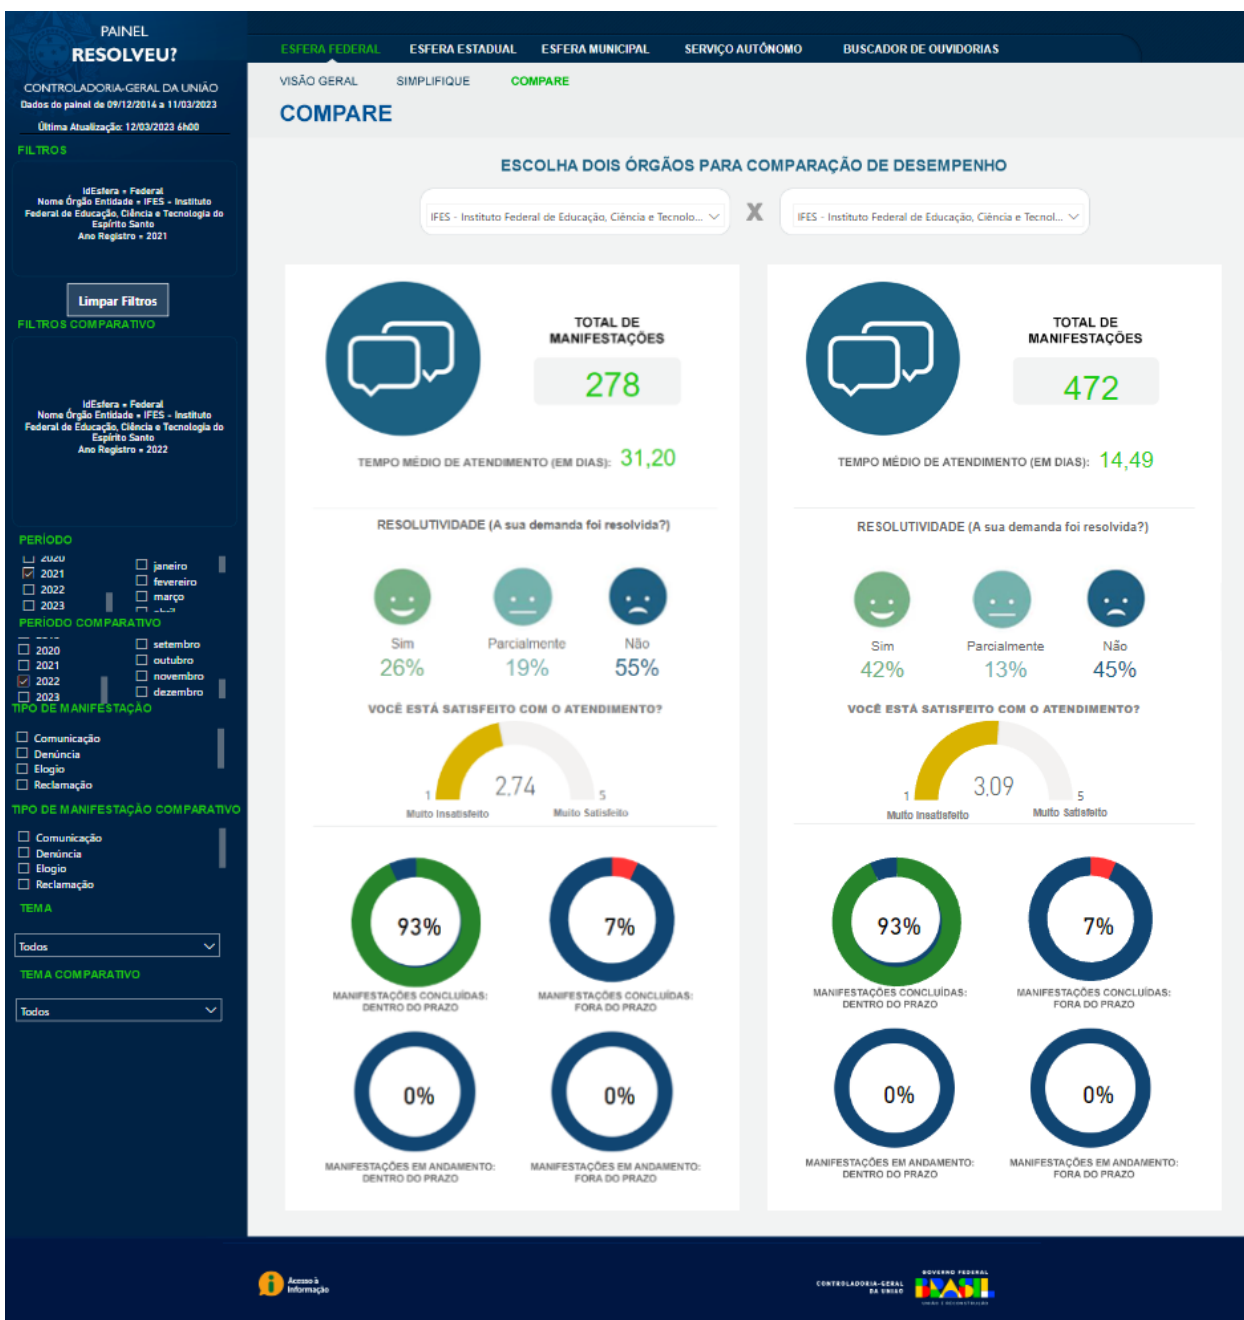 PAINEL
RESOLVEU?
CONTROLADORIA-GERAL DA UNIÃO
Dados do painel de 09/12/2014 a 11/03/2023
Última Atualização: 12/03/2023 6h00
FILTROS
IdEsfera = Federal
Nome Órgão Entidade = IFES - Instituto
Federal de Educação, Ciência e Tecnologia do
Espírito Santo
Ano Registro = 2021
Limpar Filtros
FILTROS COMPARATIVO
IdEsfera = Federal
Nome Órgão Entidade = IFES - Instituto
Federal de Educação, Ciência e Tecnologia do
Espírito Santo
Ano Registro = 2022
PERÍODO
2020
2021
2022
2023
janeiro
fevereiro
março
abril
PERÍODO COMPARATIVO
2020
2021
2022
2023
setembro
outubro
novembro
dezembro
TIPO DE MANIFESTAÇÃO
Comunicação
Denúncia
Elogio
Reclamação
TIPO DE MANIFESTAÇÃO COMPARATIVO
Comunicação
Denúncia
Elogio
Reclamação
TEMA
Todos
TEMA COMPARATIVO
Todos
ESFERA FEDERAL ESFERA ESTADUAL ESFERA MUNICIPAL SERVIÇO AUTÔNOMO BUSCADOR DE OUVIDORIAS
VISÃO GERAL SIMPLIFIQUE COMPARE
COMPARE
ESCOLHA DOIS ÓRGÃOS PARA COMPARAÇÃO DE DESEMPENHO
IFES - Instituto Federal de Educação, Ciência e Tecnolo... X IFES - Instituto Federal de Educação, Ciência e Tecnol...
TOTAL DE
MANIFESTAÇÕES
278
TEMPO MÉDIO DE ATENDIMENTO (EM DIAS): 31,20
RESOLUTIVIDADE (A sua demanda foi resolvida?)
Sim Parcialmente Não
26% 19% 55%
VOCÊ ESTÁ SATISFEITO COM O ATENDIMENTO?
2,74
1 5
Muito Insatisfeito Muito Satisfeito
93% 7%
MANIFESTAÇÕES CONCLUÍDAS:
DENTRO DO PRAZO
MANIFESTAÇÕES CONCLUÍDAS:
FORA DO PRAZO
0% 0%
MANIFESTAÇÕES EM ANDAMENTO:
DENTRO DO PRAZO
MANIFESTAÇÕES EM ANDAMENTO:
FORA DO PRAZO
TOTAL DE
MANIFESTAÇÕES
472
TEMPO MÉDIO DE ATENDIMENTO (EM DIAS): 14,49
RESOLUTIVIDADE (A sua demanda foi resolvida?)
Sim Parcialmente Não
42% 13% 45%
VOCÊ ESTÁ SATISFEITO COM O ATENDIMENTO?
3,09
1 5
Muito Insatisfeito Muito Satisfeito
93% 7%
MANIFESTAÇÕES CONCLUÍDAS:
DENTRO DO PRAZO
MANIFESTAÇÕES CONCLUÍDAS:
FORA DO PRAZO
0% 0%
MANIFESTAÇÕES EM ANDAMENTO:
DENTRO DO PRAZO
MANIFESTAÇÕES EM ANDAMENTO:
FORA DO PRAZO
Acesso à
Informação
CONTROLADORIA-GERAL
DA UNIÃO
GOVERNO FEDERAL
BRASIL
UNIÃO E RECONSTRUÇÃO